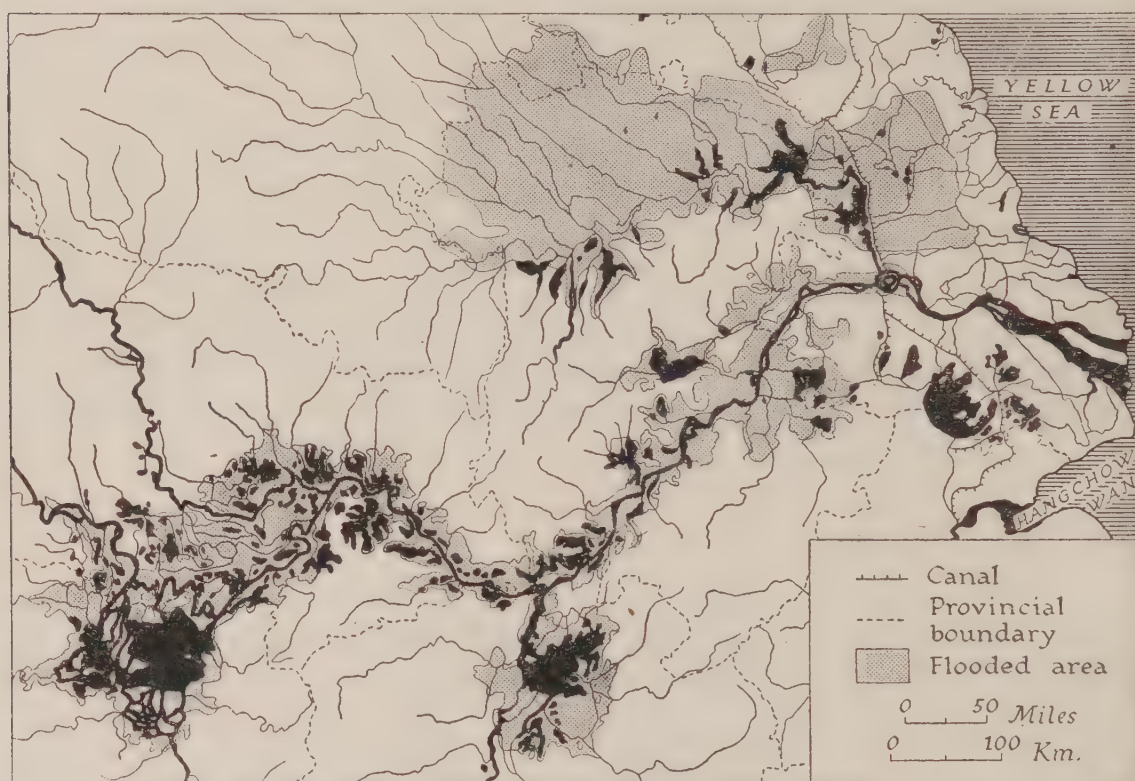 YELLOW
SEA
HANGCHOW
WAN
Canal
Provincial
boundary
Flooded area
0 50 Miles
0 100 Km.